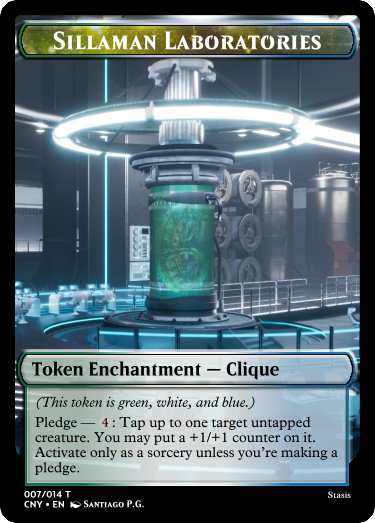 SILLAMAN LABORATORIES
Token Enchantment — Clique
(This token is green, white, and blue.)
Pledge — 4 : Tap up to one target untapped
creature. You may put a +1/+1 counter on it.
Activate only as a sorcery unless you're making a
pledge.
007/014 T
Stasis
CNY • EN SANTIAGO P.G.